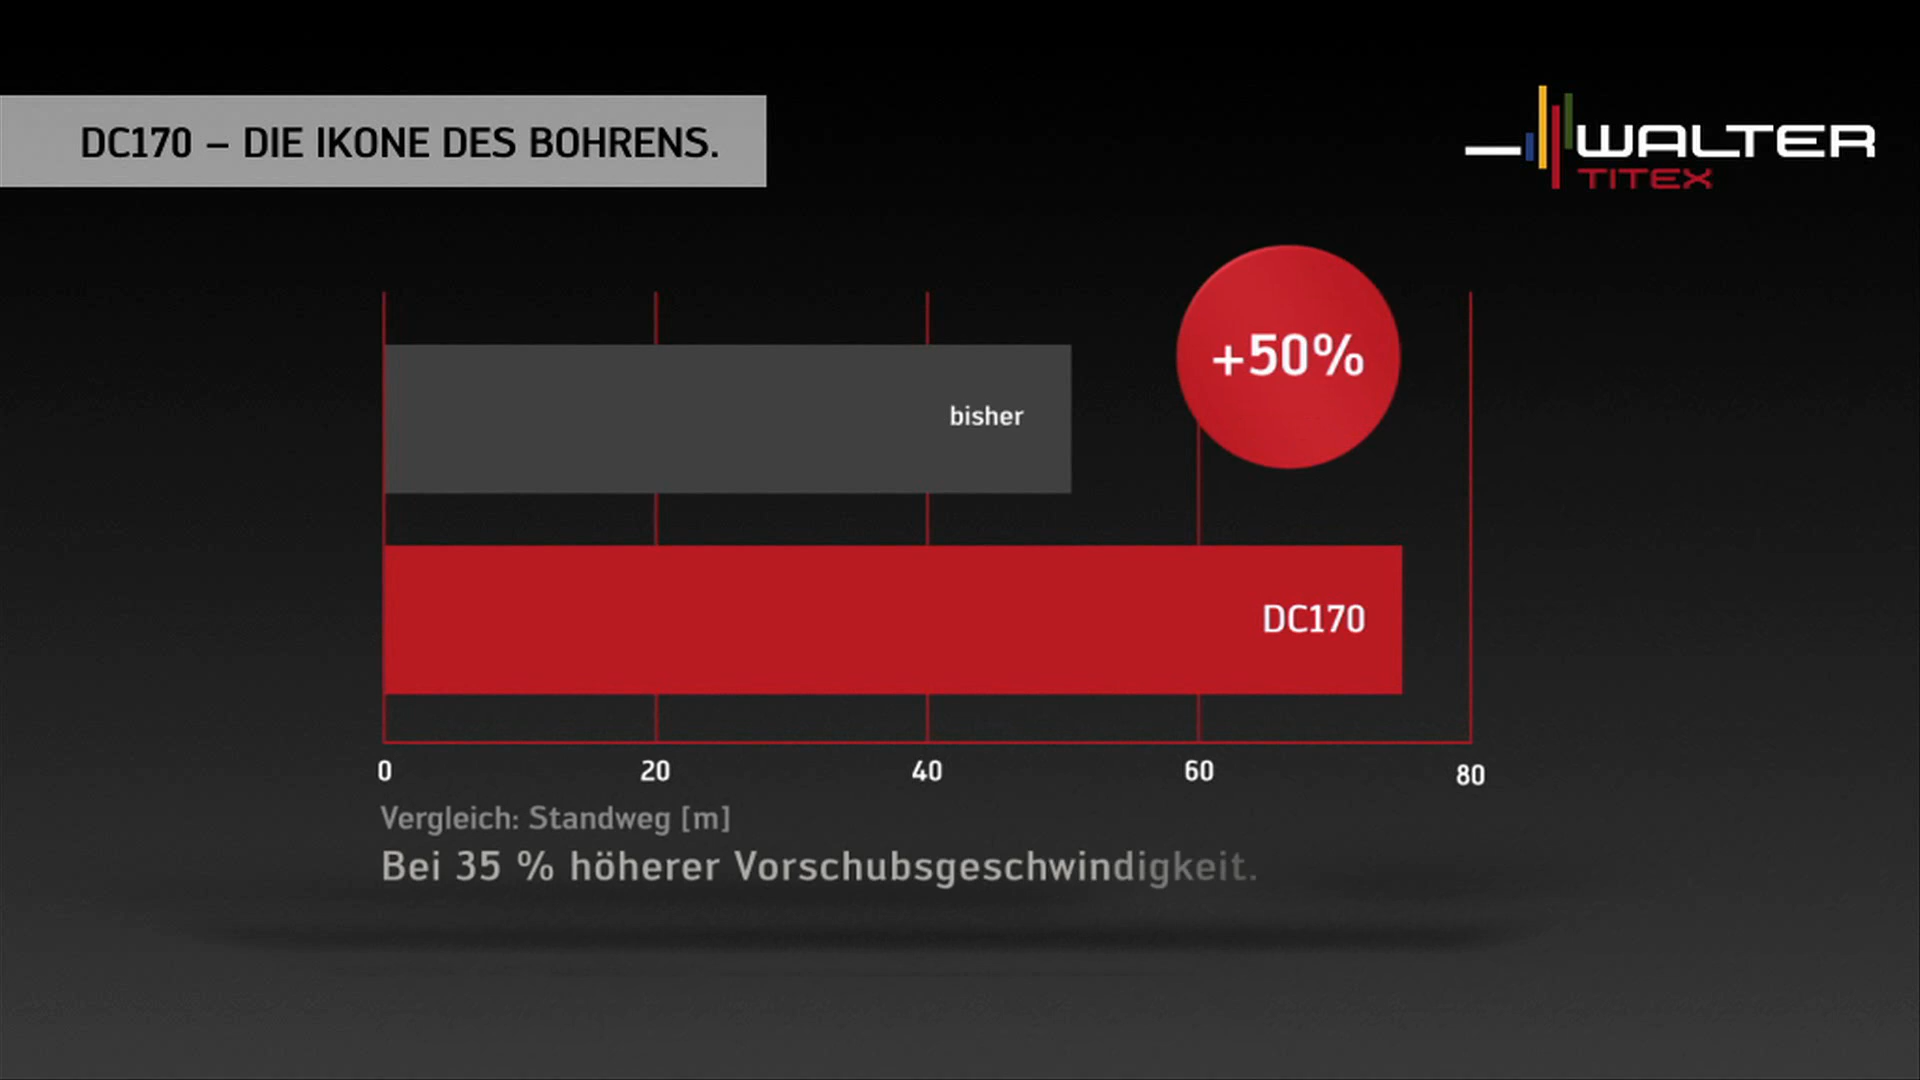 DC170 – DIE IKONE DES BOHRENS.
WALTER
TITEX
+50%
bisher
DC170
0 20 40 60 80
Vergleich: Standweg [m]
Bei 35 % höherer Vorschubsgeschwindigkeit.